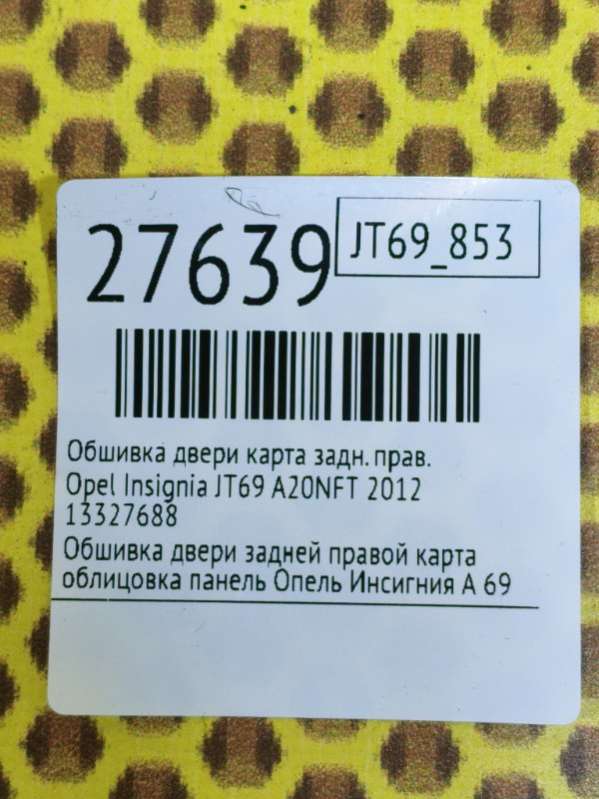 27639
JT69_853
Обшивка двери карта задн. прав.
Opel Insignia JT69 A20NFT 2012
13327688
Обшивка двери задней правой карта
облицовка панель Опель Инсигния А 69